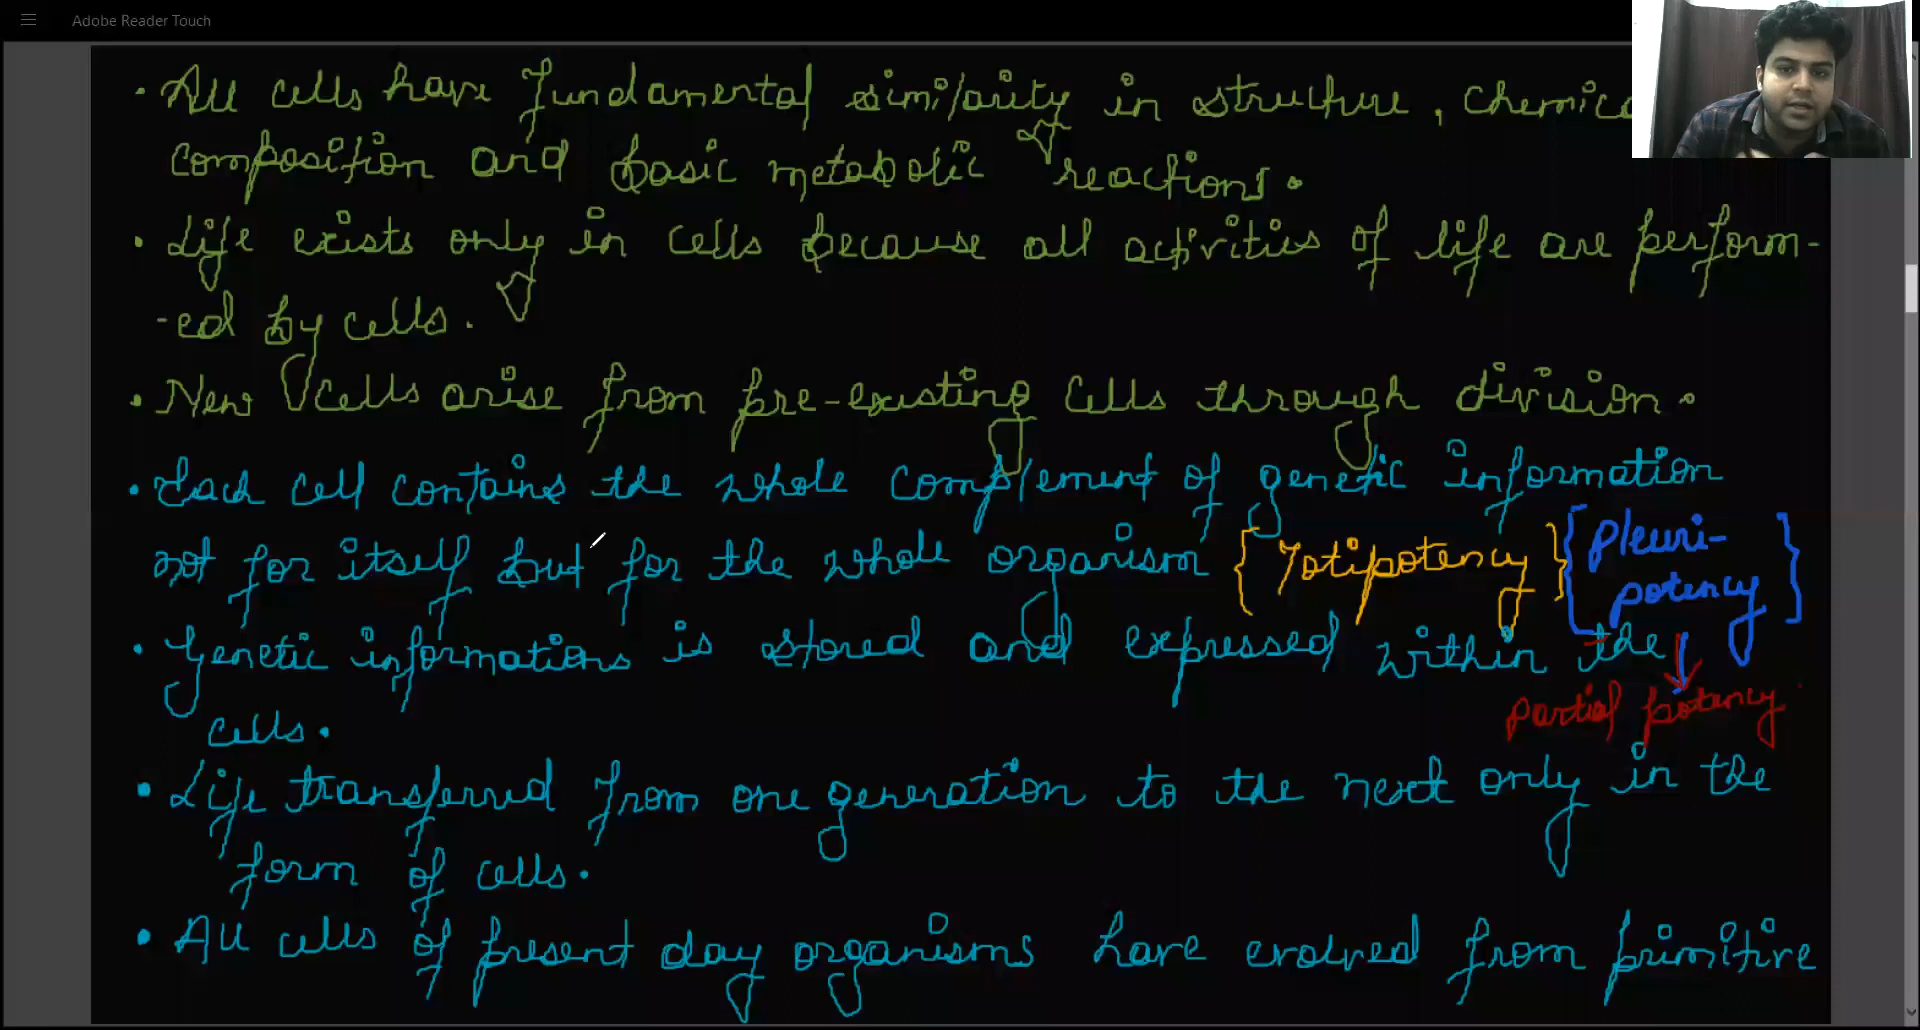 Adobe Reader Touch
• All cells have fundamental similarity in structure, chemica
composition and basic metabolic reactions.
• Life exists only in cells because all activities of life are perform-
-ed by cells.
• New cells arise from pre-existing cells through division.
• Each cell contains the whole complement of genetic information
not for itself but for the whole organism {Totipotency} {Pleuri-
potency}
• Genetic informations is stored and expressed within the
cells.
Partial potency
• Life transferred from one generation to the next only in the
form of cells.
• All cells of present day organisms have evolved from primitive